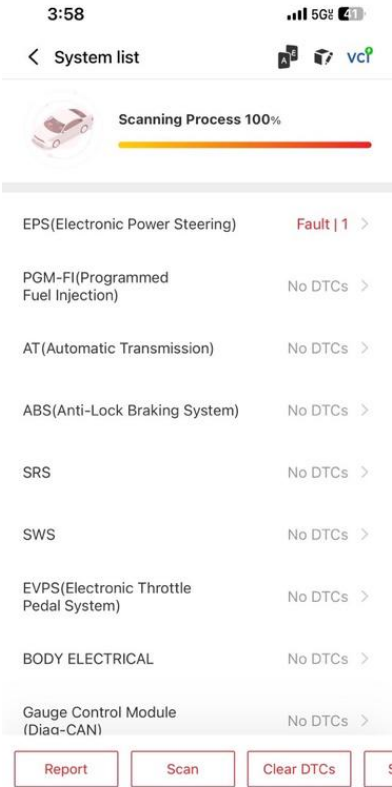 3:58 5G 41
System list A vci
Scanning Process 100%
EPS(Electronic Power Steering) Fault | 1
PGM-FI(Programmed
Fuel Injection) No DTCs
AT(Automatic Transmission) No DTCs
ABS(Anti-Lock Braking System) No DTCs
SRS No DTCs
SWS No DTCs
EVPS(Electronic Throttle
Pedal System) No DTCs
BODY ELECTRICAL No DTCs
Gauge Control Module
(Diag-CAN) No DTCs
Report Scan Clear DTCs S